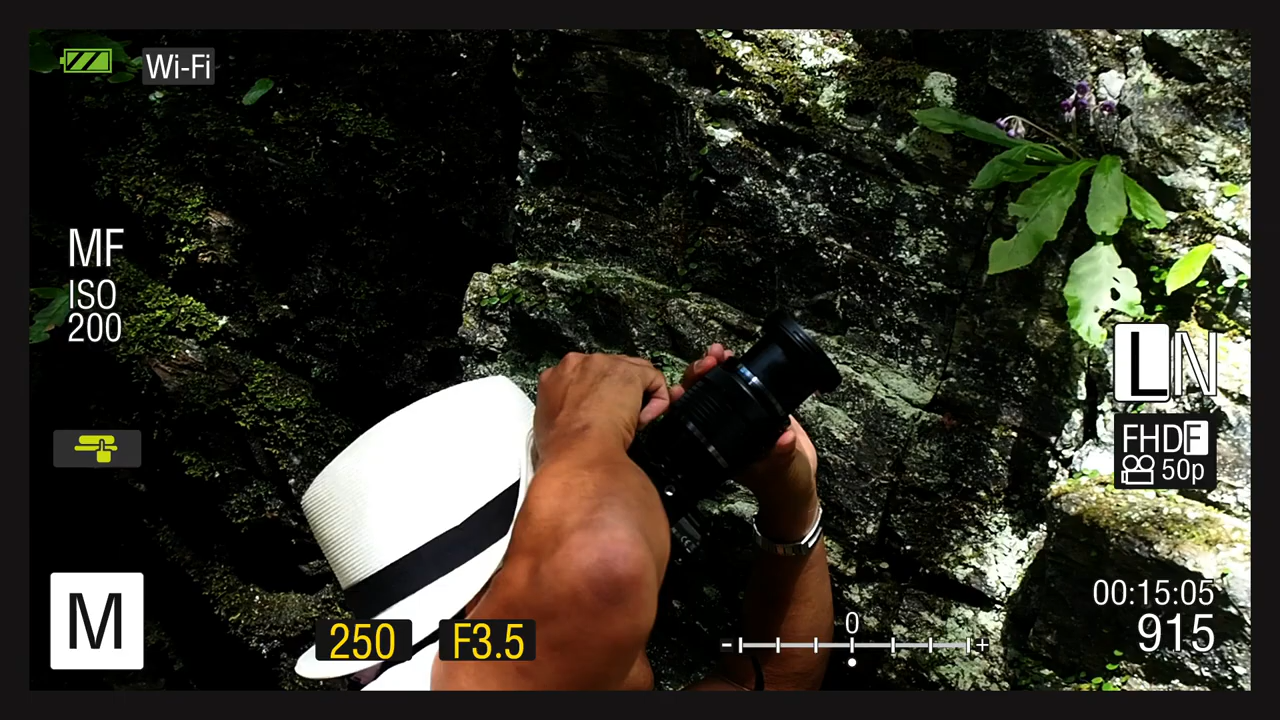 Wi-Fi
MF
ISO
200
LN
FHDF
50p
M
250
F3.5
0
- +
00:15:05
915